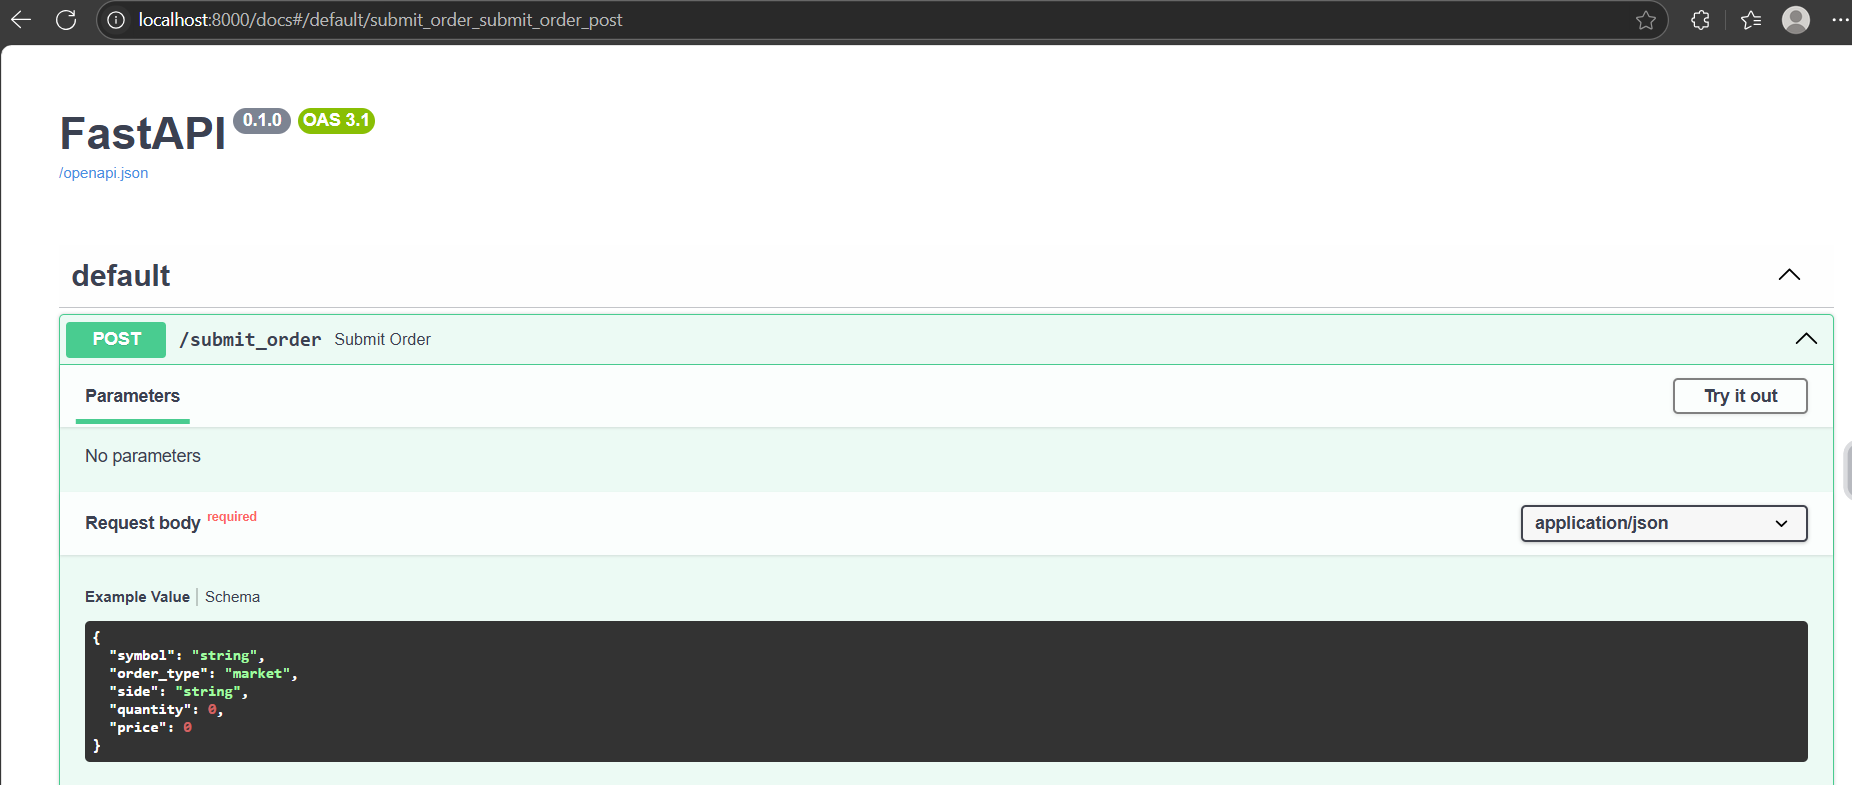 localhost:8000/docs#/default/submit_order_submit_order_post
FastAPI 0.1.0 OAS 3.1
/openapi.json
default
POST /submit_order Submit Order
Parameters
Try it out
No parameters
Request body required
application/json
Example Value | Schema
{
  "symbol": "string",
  "order_type": "market",
  "side": "string",
  "quantity": 0,
  "price": 0
}